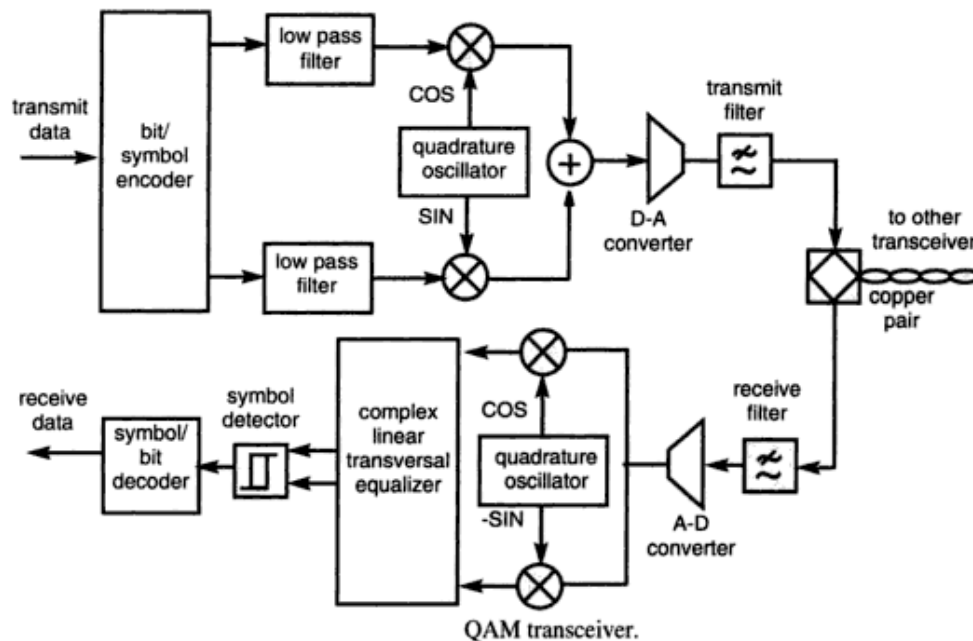 transmit
data
bit/
symbol
encoder
low pass
filter
COS
quadrature
oscillator
SIN
low pass
filter
+
D-A
converter
transmit
filter
to other
transceiver
copper
pair
receive
data
symbol/
bit
decoder
symbol
detector
complex
linear
transversal
equalizer
COS
quadrature
oscillator
-SIN
A-D
converter
receive
filter
QAM transceiver.